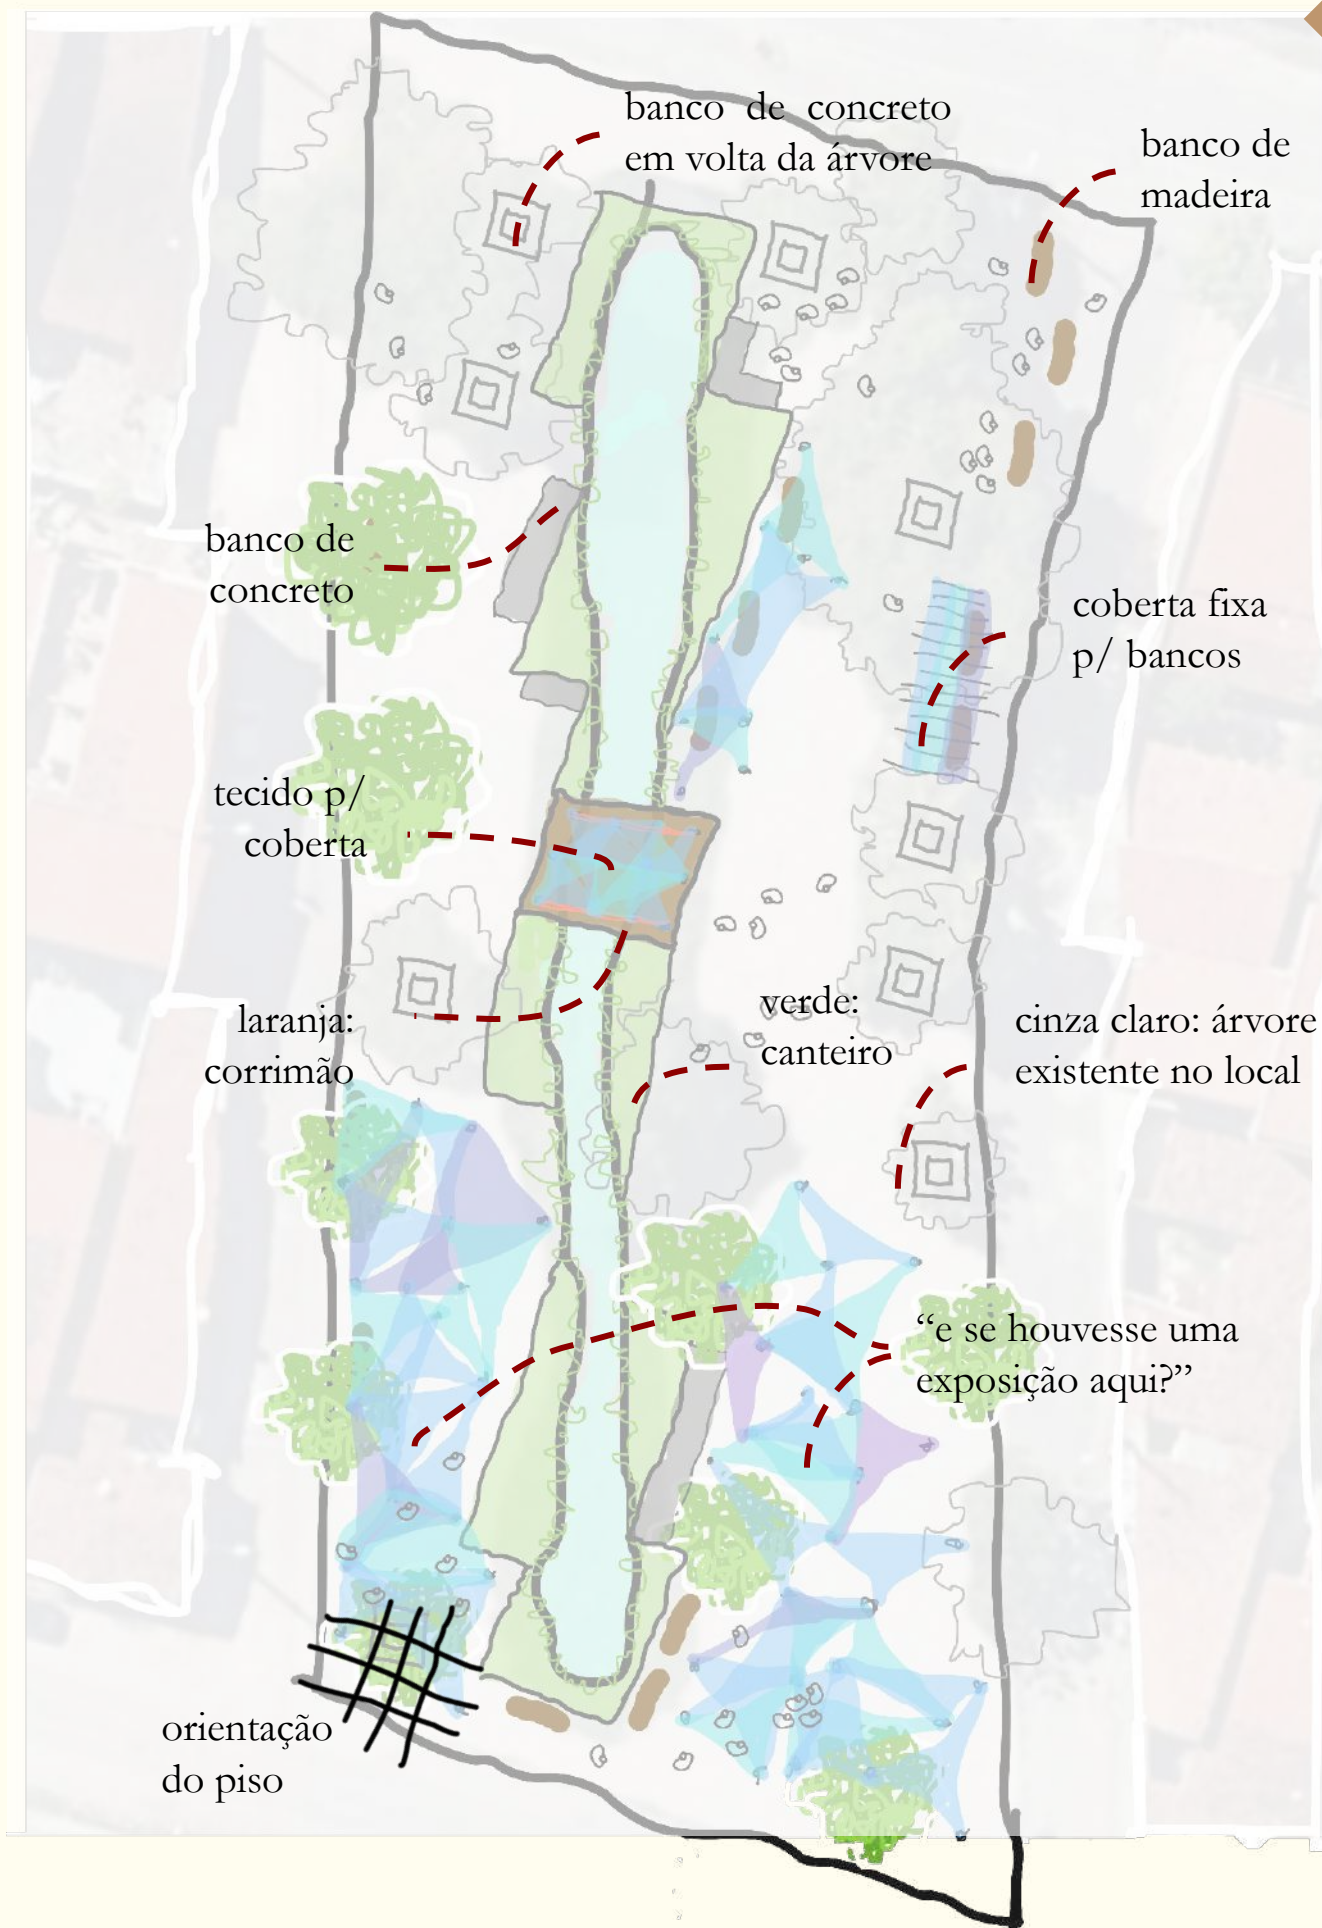 banco de concreto
em volta da árvore
banco de
madeira
banco de
concreto
coberta fixa
p/ bancos
tecido p/
coberta
laranja:
corrimão
verde:
canteiro
cinza claro: árvore
existente no local
“e se houvesse uma
exposição aqui?”
orientação
do piso